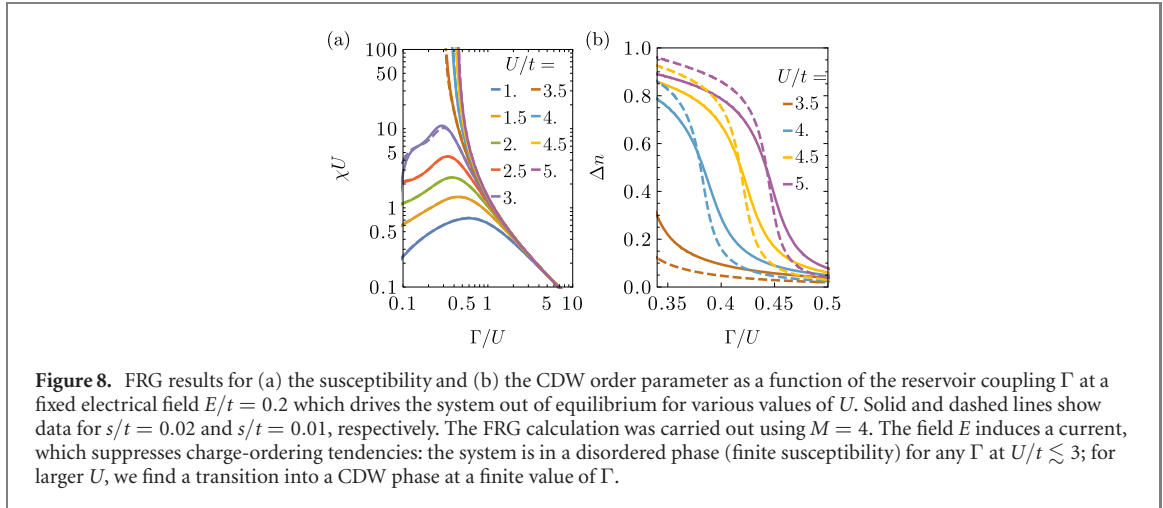 (a)
(b)
100
50
10
5
1
0.5
0.1
χU
U/t =
1.
3.5
1.5
4.
2.
4.5
2.5
5.
3.
0.1
0.5
1
5
10
Γ/U
1.0
0.8
0.6
0.4
0.2
0.0
Δn
U/t =
3.5
4.
4.5
5.
0.35
0.4
0.45
0.5
Γ/U
Figure 8. FRG results for (a) the susceptibility and (b) the CDW order parameter as a function of the reservoir coupling Γ at a
fixed electrical field E/t = 0.2 which drives the system out of equilibrium for various values of U. Solid and dashed lines show
data for s/t = 0.02 and s/t = 0.01, respectively. The FRG calculation was carried out using M = 4. The field E induces a current,
which suppresses charge-ordering tendencies: the system is in a disordered phase (finite susceptibility) for any Γ at U/t ≲ 3; for
larger U, we find a transition into a CDW phase at a finite value of Γ.